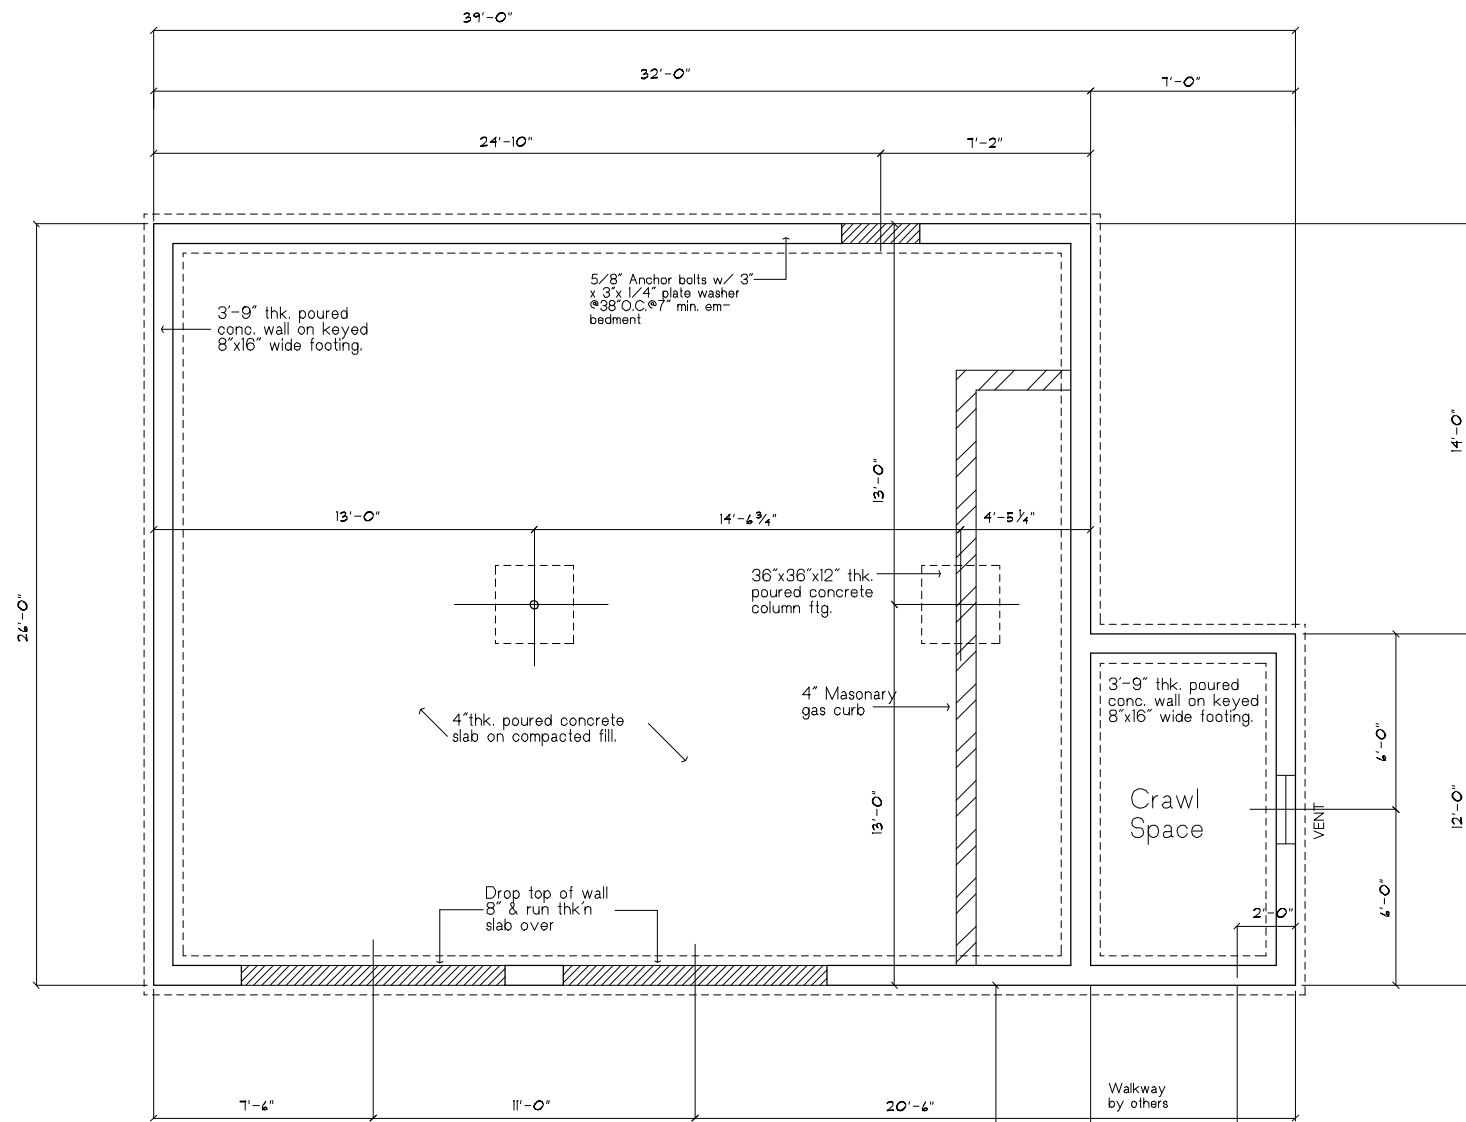 39'-0"
32'-0"
7'-0"
24'-10"
7'-2"
5/8" Anchor bolts w/ 3"
x 3"x 1/4" plate washer
@38"O.C.@7" min. em-
bedment
3'-9" thk. poured
conc. wall on keyed
8"x16" wide footing.
14'-0"
13'-0"
13'-0"
14'-6 3/4"
4'-5 1/4"
36"x36"x12" thk.
poured concrete
column ftg.
26'-0"
4" Masonary
gas curb
3'-9" thk. poured
conc. wall on keyed
8"x16" wide footing.
4"thk. poured concrete
slab on compacted fill.
6'-0"
Crawl
Space
VENT
13'-0"
12'-0"
Drop top of wall
8" & run thk'n
slab over
6'-0"
2'-0"
Walkway
by others
7'-6"
11'-0"
20'-6"